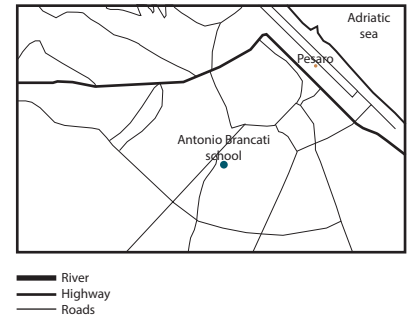 Adriatic
sea
Pesaro
Antonio Brancati
school
River
Highway
Roads